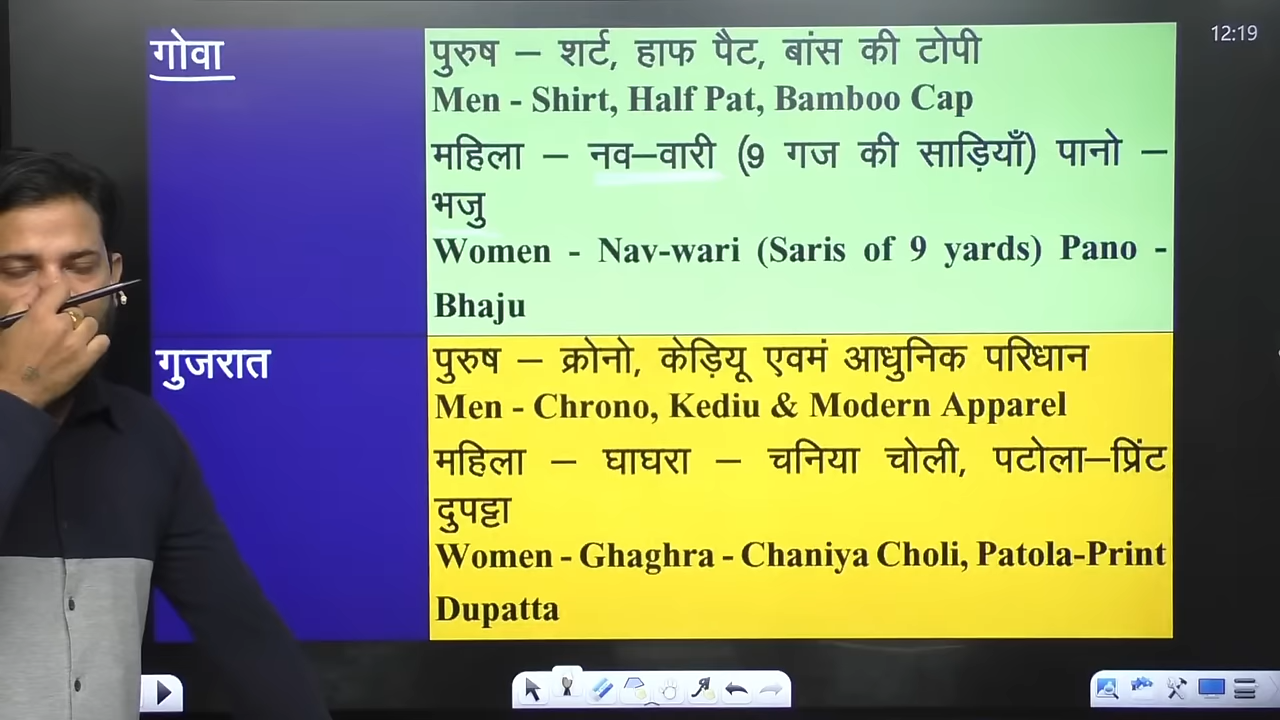 12:19
गोवा
पुरुष – शर्ट, हाफ पैट, बांस की टोपी
Men - Shirt, Half Pat, Bamboo Cap
महिला – नव–वारी (9 गज की साड़ियाँ) पानो –
भजु
Women - Nav-wari (Saris of 9 yards) Pano -
Bhaju
गुजरात
पुरुष – क्रोनो, केड़ियू एवमं आधुनिक परिधान
Men - Chrono, Kediu & Modern Apparel
महिला – घाघरा – चनिया चोली, पटोला–प्रिंट
दुपट्टा
Women - Ghaghra - Chaniya Choli, Patola-Print
Dupatta